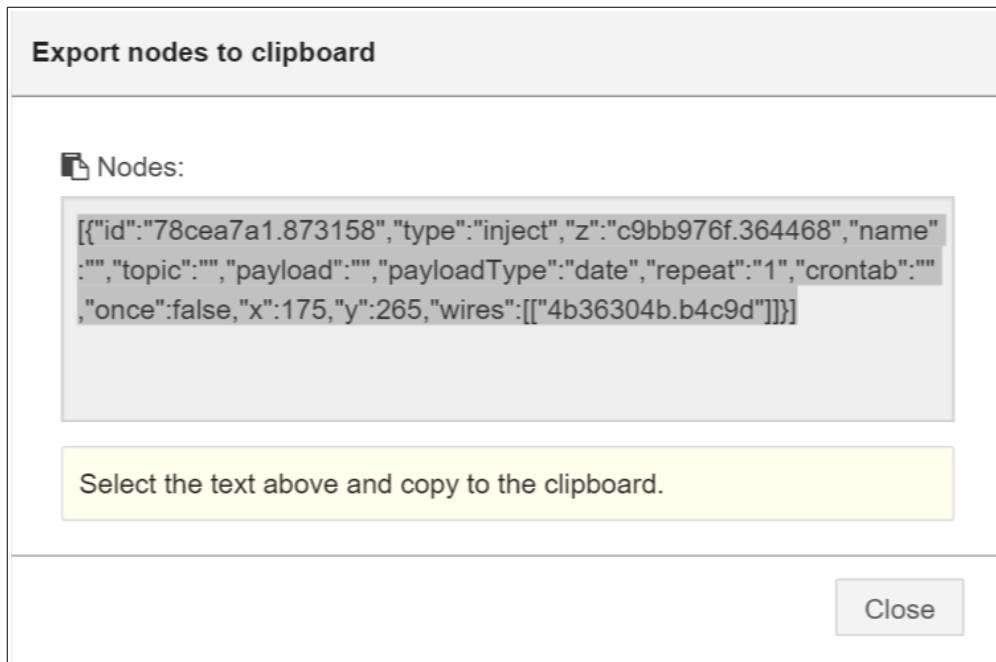 Export nodes to clipboard
Nodes:
[{"id":"78cea7a1.873158","type":"inject","z":"c9bb976f.364468","name"
:"","topic":"","payload":"","payloadType":"date","repeat":"1","crontab":""
,"once":false,"x":175,"y":265,"wires":[["4b36304b.b4c9d"]]}]
Select the text above and copy to the clipboard.
Close